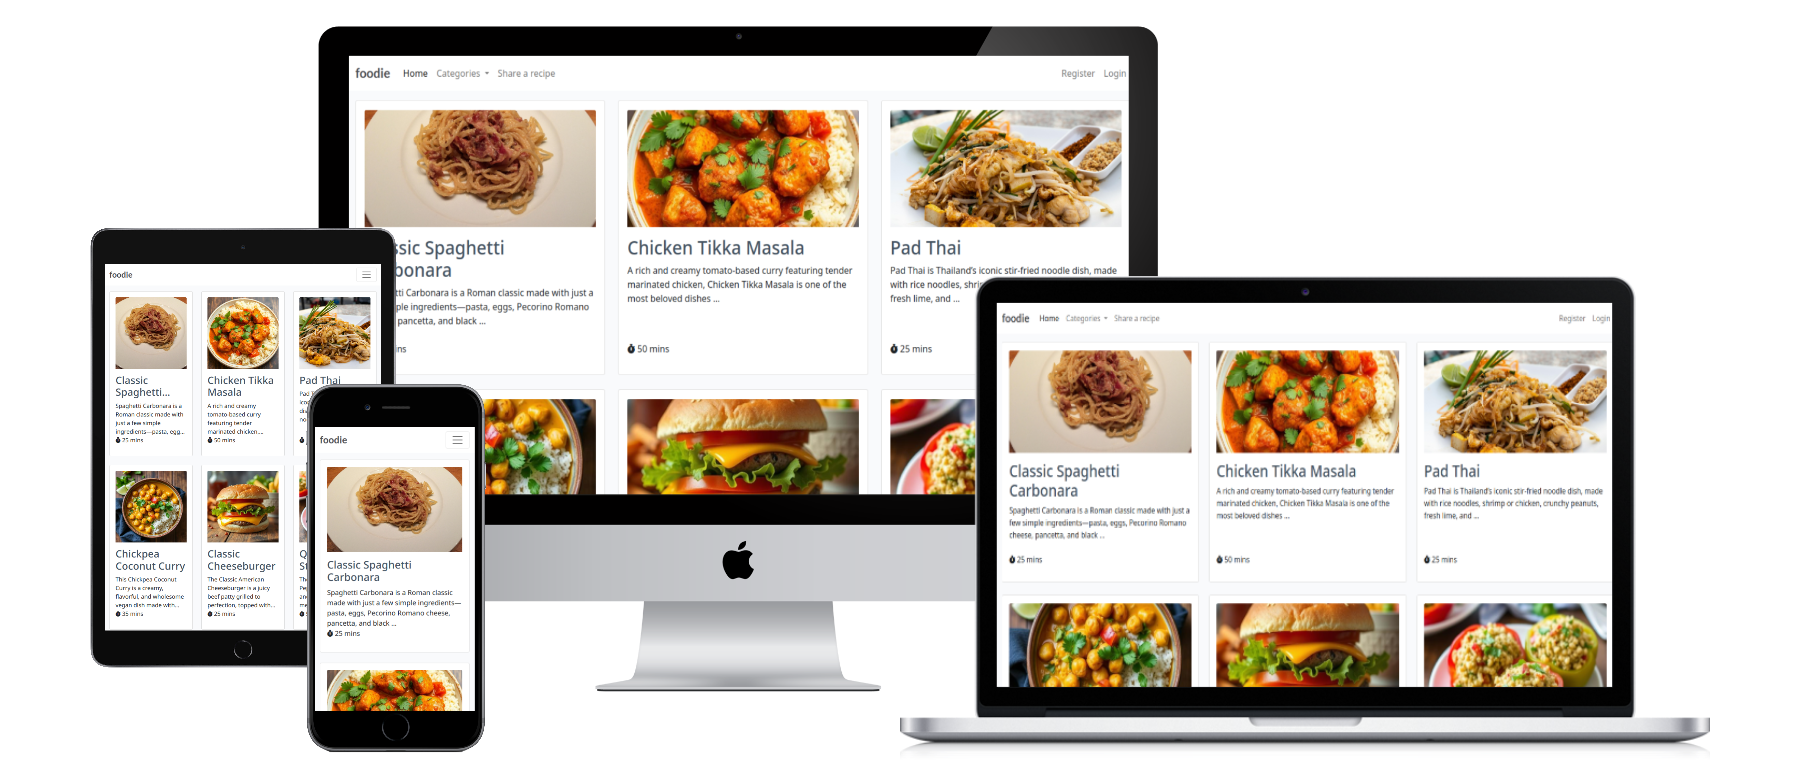 foodie Home Categories Share a recipe Register Login
ssic Spaghetti
bonara
tti Carbonara is a Roman classic made with just a
ple ingredients—pasta, eggs, Pecorino Romano
pancetta, and black ...
ins
Chicken Tikka Masala
A rich and creamy tomato-based curry featuring tender
marinated chicken, Chicken Tikka Masala is one of the
most beloved dishes ...
50 mins
Pad Thai
Pad Thai is Thailand's iconic stir-fried noodle dish, made
with rice noodles, shri
fresh lime, and ...
25 mins
foodie
Classic
Spaghetti...
Spaghetti Carbonara is a
Roman classic made with
just a few simple
ingredients—pasta, egg...
25 mins
Chicken Tikka
Masala
A rich and creamy
tomato-based curry
featuring tender
marinated chicken,...
50 mins
Pad Thai
Pad
icon
dis
no
Chickpea
Coconut Curry
This Chickpea Coconut
Curry is a creamy,
flavorful, and wholesome
vegan dish made with...
35 mins
Classic
Cheeseburger
The Classic American
Cheeseburger is a juicy
beef patty grilled to
perfection, topped with...
25 mins
Q
St
foodie
Classic Spaghetti
Carbonara
Spaghetti Carbonara is a Roman classic
made with just a few simple ingredients—
pasta, eggs, Pecorino Romano cheese,
pancetta, and black ...
25 mins
foodie Home Categories Share a recipe Register Login
Classic Spaghetti
Carbonara
Spaghetti Carbonara is a Roman classic made with just a
few simple ingredients—pasta, eggs, Pecorino Romano
cheese, pancetta, and black ...
25 mins
Chicken Tikka Masala
A rich and creamy tomato-based curry featuring tender
marinated chicken, Chicken Tikka Masala is one of the
most beloved dishes ...
50 mins
Pad Thai
Pad Thai is Thailand's iconic stir-fried noodle dish, made
with rice noodles, shrimp or chicken, crunchy peanuts,
fresh lime, and ...
25 mins